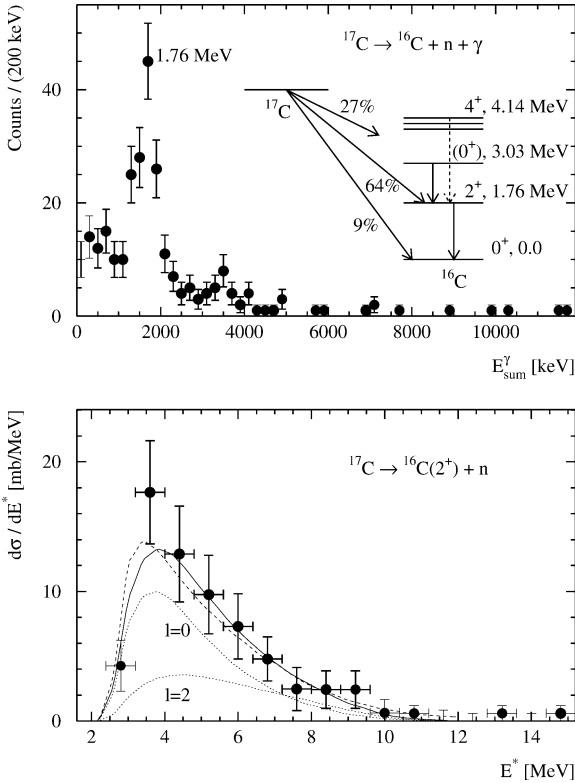 Counts / (200 keV)
40
20
0
1.76 MeV
¹⁷C → ¹⁶C + n + γ
¹⁷C
27%
64%
9%
4⁺, 4.14 MeV
(0⁺), 3.03 MeV
2⁺, 1.76 MeV
0⁺, 0.0
¹⁶C
0 2000 4000 6000 8000 10000
E^γ_sum [keV]
dσ / dE* [mb/MeV]
20
10
0
¹⁷C → ¹⁶C(2⁺) + n
l=0
l=2
2 4 6 8 10 12 14
E* [MeV]